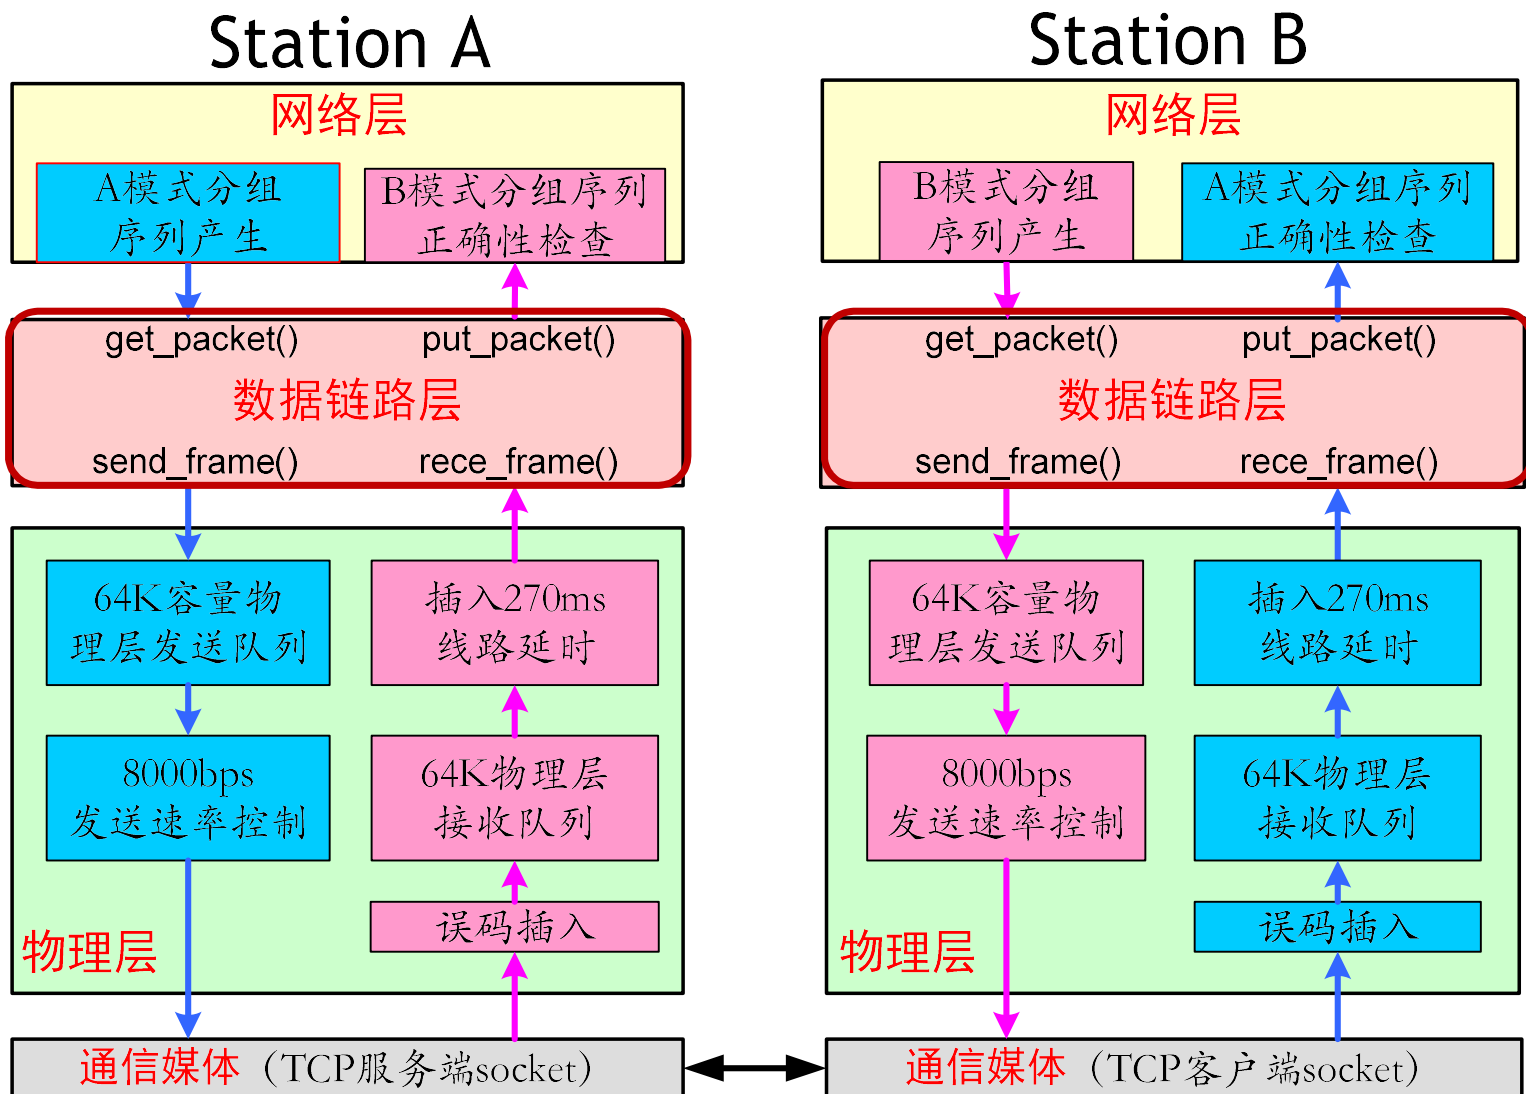 Station A
网络层
A模式分组
序列产生
B模式分组序列
正确性检查
get_packet()
put_packet()
数据链路层
send_frame()
rece_frame()
64K容量物
理层发送队列
插入270ms
线路延时
8000bps
发送速率控制
64K物理层
接收队列
误码插入
物理层
通信媒体（TCP服务端socket）
Station B
网络层
B模式分组
序列产生
A模式分组序列
正确性检查
get_packet()
put_packet()
数据链路层
send_frame()
rece_frame()
64K容量物
理层发送队列
插入270ms
线路延时
8000bps
发送速率控制
64K物理层
接收队列
误码插入
物理层
通信媒体（TCP客户端socket）